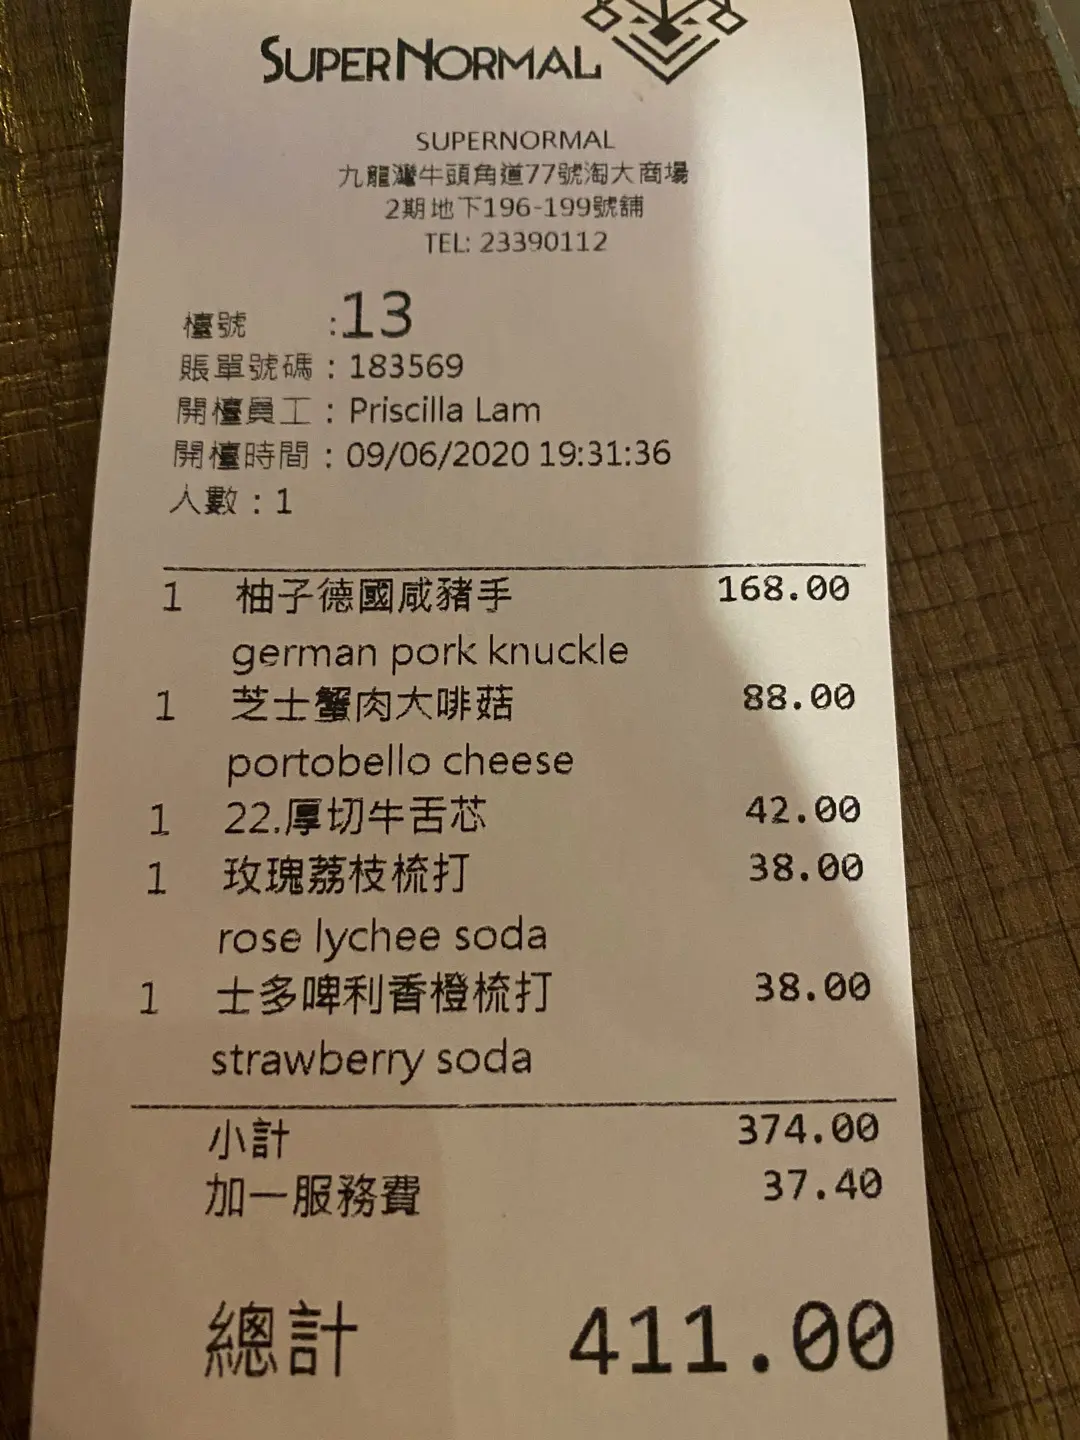 SUPERNORMAL
SUPERNORMAL
九龍灣牛頭角道77號淘大商場
2期地下196-199號舖
TEL: 23390112
檯號 :13
賬單號碼 : 183569
開檯員工 : Priscilla Lam
開檯時間 : 09/06/2020 19:31:36
人數 : 1
1 柚子德國咸豬手 168.00
german pork knuckle
1 芝士蟹肉大啡菇 88.00
portobello cheese
1 22.厚切牛舌芯 42.00
1 玫瑰荔枝梳打 38.00
rose lychee soda
1 士多啤利香橙梳打 38.00
strawberry soda
小計 374.00
加一服務費 37.40
總計 411.00